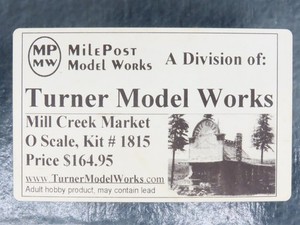 MP
MW
MilePost
Model Works
A Division of:
Turner Model Works
Mill Creek Market
O Scale, Kit # 1815
Price $164.95
www.TurnerModelWorks.com
Adult hobby product, may contain lead